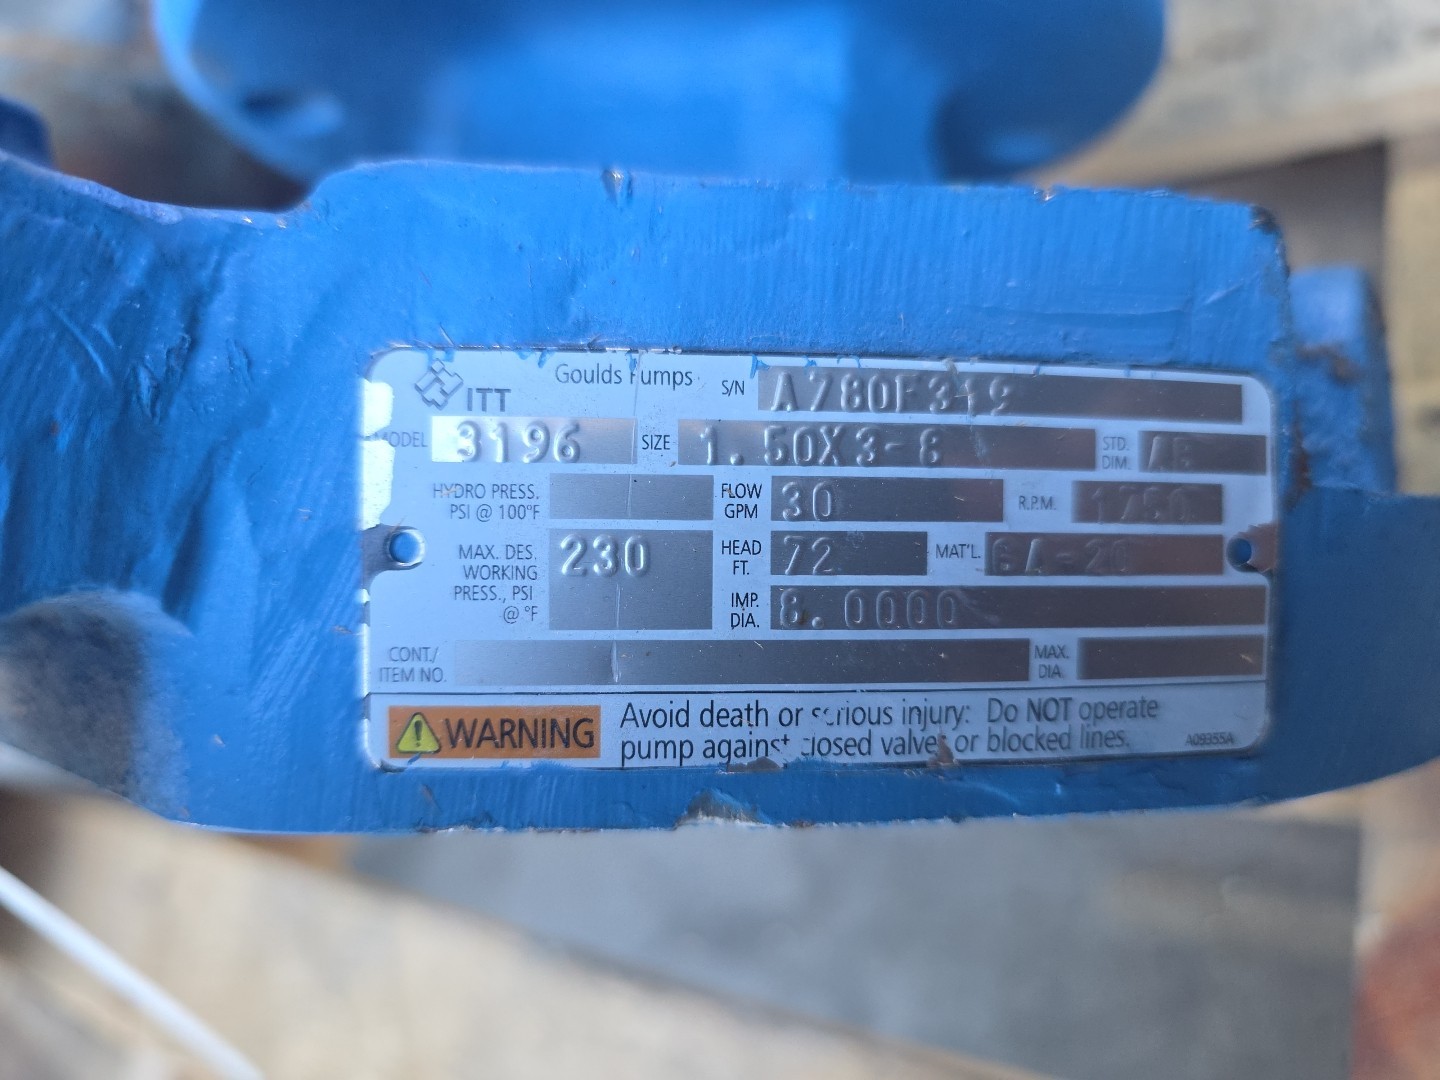 ITT Goulds Pumps S/N A780F319
MODEL 3196 SIZE 1.50X3-8 STD. DIM. AB
HYDRO PRESS. PSI @ 100°F FLOW GPM 30 R.P.M. 1750
MAX. DES. WORKING PRESS., PSI @ °F 230 HEAD FT. 72 MAT'L.
IMP. DIA. 8.0000
CONT./ ITEM NO. MAX. DIA.
WARNING Avoid death or serious injury: Do NOT operate
pump against closed valves or blocked lines. A09355A